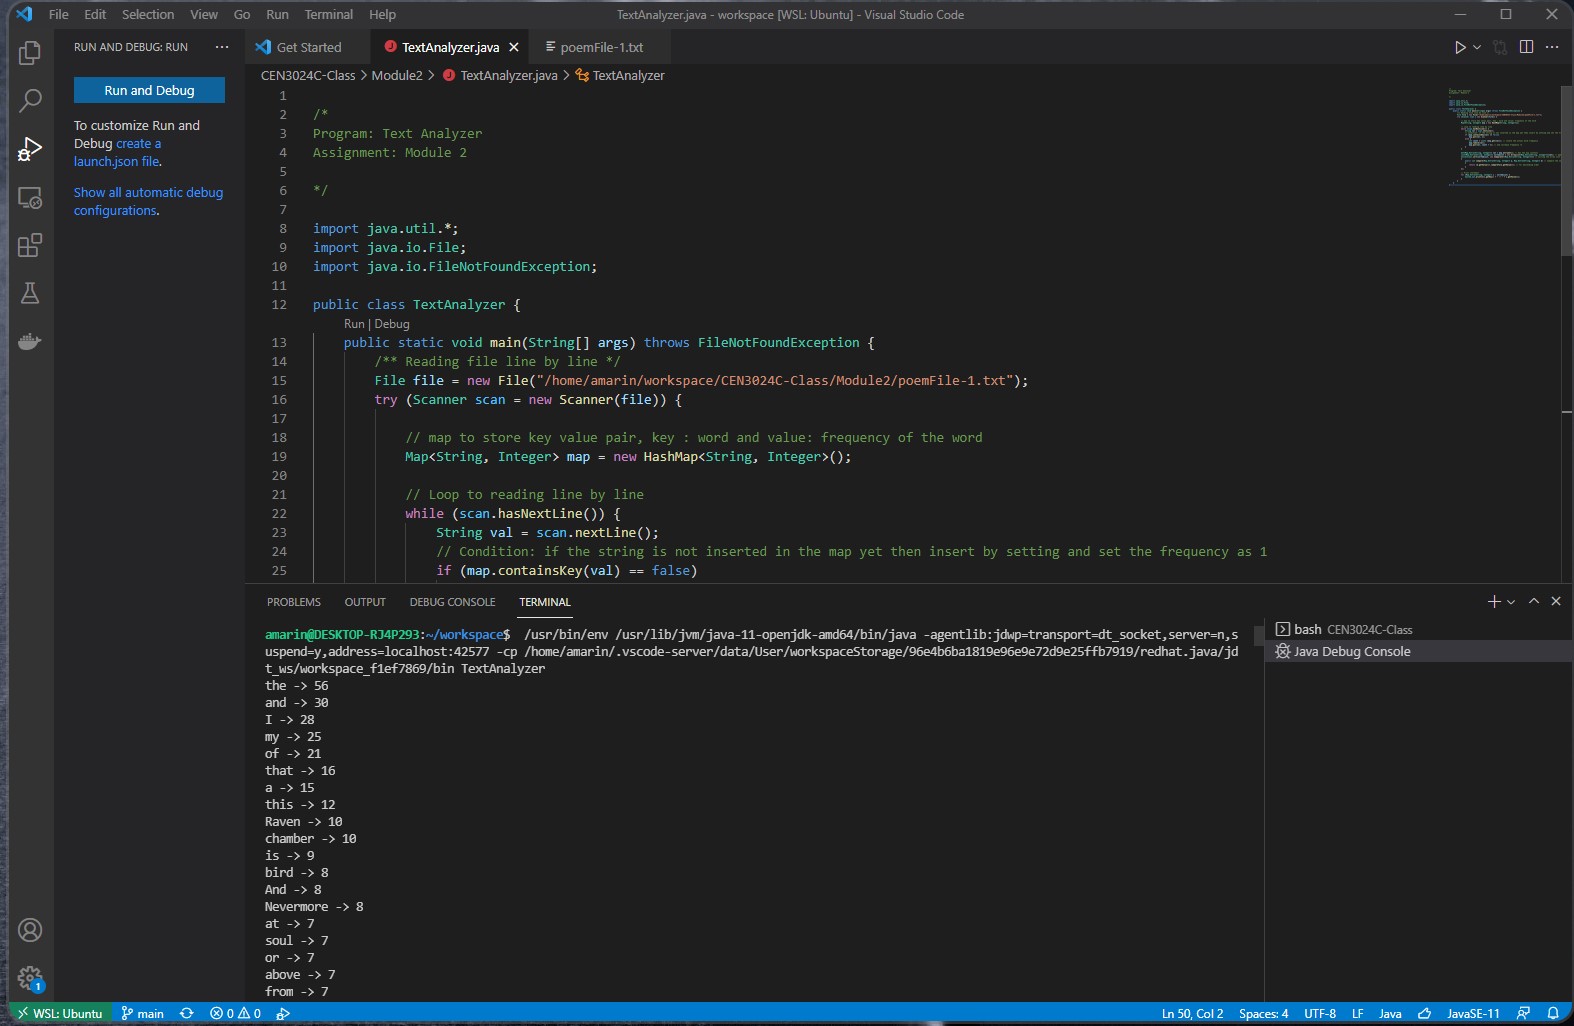 File Edit Selection View Go Run Terminal Help
TextAnalyzer.java - workspace [WSL: Ubuntu] - Visual Studio Code
RUN AND DEBUG: RUN ...
Run and Debug
To customize Run and
Debug create a
launch.json file.
Show all automatic debug
configurations.
Get Started TextAnalyzer.java poemFile-1.txt
CEN3024C-Class > Module2 > TextAnalyzer.java > TextAnalyzer
1
2 /*
3 Program: Text Analyzer
4 Assignment: Module 2
5
6 */
7
8 import java.util.*;
9 import java.io.File;
10 import java.io.FileNotFoundException;
11
12 public class TextAnalyzer {
Run | Debug
13 public static void main(String[] args) throws FileNotFoundException {
14 /** Reading file line by line */
15 File file = new File("/home/amarin/workspace/CEN3024C-Class/Module2/poemFile-1.txt");
16 try (Scanner scan = new Scanner(file)) {
17
18 // map to store key value pair, key : word and value: frequency of the word
19 Map<String, Integer> map = new HashMap<String, Integer>();
20
21 // Loop to reading line by line
22 while (scan.hasNextLine()) {
23 String val = scan.nextLine();
24 // Condition: if the string is not inserted in the map yet then insert by setting and set the frequency as 1
25 if (map.containsKey(val) == false)
PROBLEMS OUTPUT DEBUG CONSOLE TERMINAL
amarin@DESKTOP-RJ4P293:~/workspace$ /usr/bin/env /usr/lib/jvm/java-11-openjdk-amd64/bin/java -agentlib:jdwp=transport=dt_socket,server=n,s
uspend=y,address=localhost:42577 -cp /home/amarin/.vscode-server/data/User/workspaceStorage/96e4b6ba1819e96e9e72d9e25ffb7919/redhat.java/jd
t_ws/workspace_f1ef7869/bin TextAnalyzer
the -> 56
and -> 30
I -> 28
my -> 25
of -> 21
that -> 16
a -> 15
this -> 12
Raven -> 10
chamber -> 10
is -> 9
bird -> 8
And -> 8
Nevermore -> 8
at -> 7
soul -> 7
or -> 7
above -> 7
from -> 7
bash CEN3024C-Class
Java Debug Console
1
WSL: Ubuntu main 0 0
Ln 50, Col 2 Spaces: 4 UTF-8 LF Java JavaSE-11